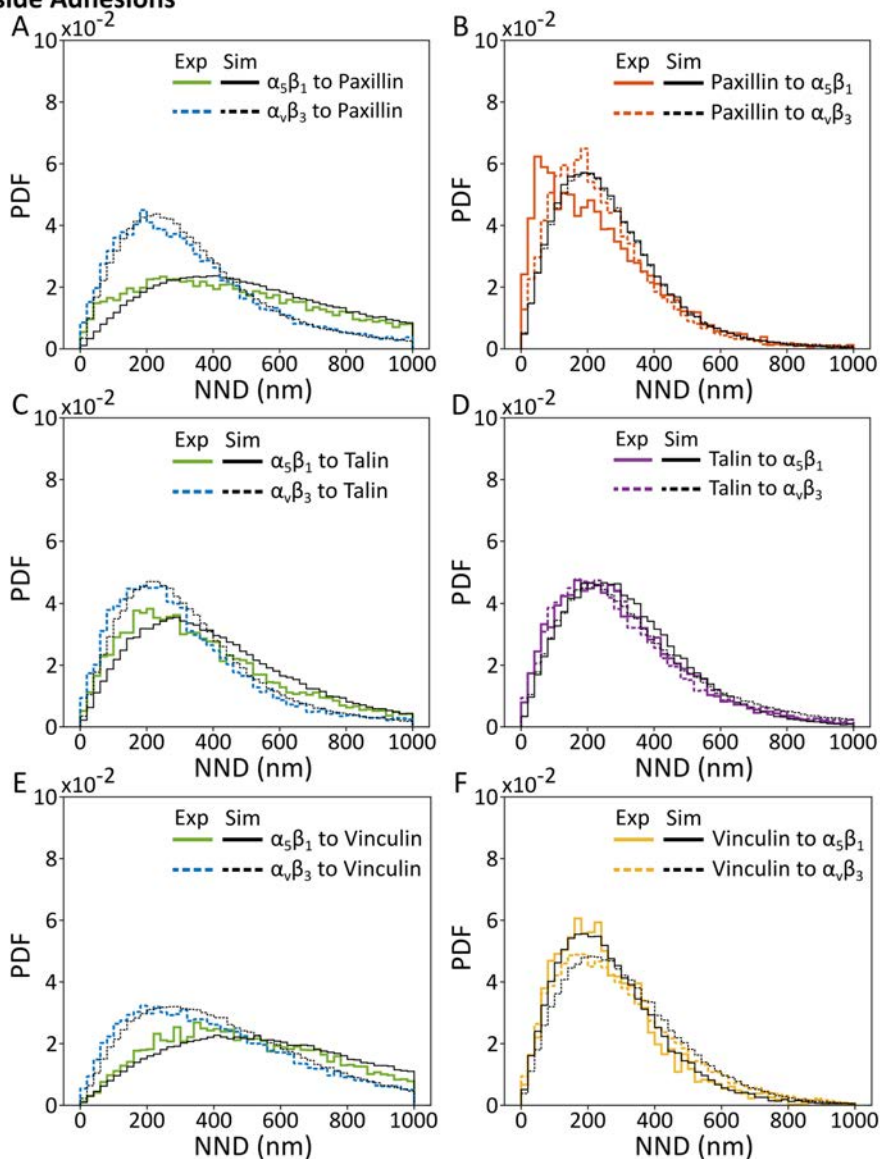 side Adhesions
A
x10⁻²
10
8
6
4
2
0
PDF
Exp Sim
α₅β₁ to Paxillin
αᵥβ₃ to Paxillin
0 200 400 600 800 1000
NND (nm)
B
x10⁻²
10
8
6
4
2
0
PDF
Exp Sim
Paxillin to α₅β₁
Paxillin to αᵥβ₃
0 200 400 600 800 1000
NND (nm)
C
x10⁻²
10
8
6
4
2
0
PDF
Exp Sim
α₅β₁ to Talin
αᵥβ₃ to Talin
0 200 400 600 800 1000
NND (nm)
D
x10⁻²
10
8
6
4
2
0
PDF
Exp Sim
Talin to α₅β₁
Talin to αᵥβ₃
0 200 400 600 800 1000
NND (nm)
E
x10⁻²
10
8
6
4
2
0
PDF
Exp Sim
α₅β₁ to Vinculin
αᵥβ₃ to Vinculin
0 200 400 600 800 1000
NND (nm)
F
x10⁻²
10
8
6
4
2
0
PDF
Exp Sim
Vinculin to α₅β₁
Vinculin to αᵥβ₃
0 200 400 600 800 1000
NND (nm)